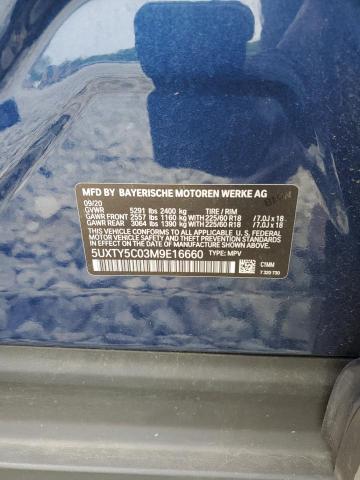 MFD BY BAYERISCHE MOTOREN WERKE AG
09/20
GVWR 5291 lbs 2400 kg TIRE / RIM
GAWR FRONT 2557 lbs 1160 kg WITH 225/60 R18 / 7.0J x 18
GAWR REAR 3064 lbs 1390 kg WITH 225/60 R18 / 7.0J x 18
THIS VEHICLE CONFORMS TO ALL APPLICABLE U. S. FEDERAL
MOTOR VEHICLE SAFETY STANDARDS IN EFFECT
ON THE DATE OF MANUFACTURE SHOWN ABOVE.
5UXTY5C03M9E16660 TYPE: MPV
C1MM
7 320 730